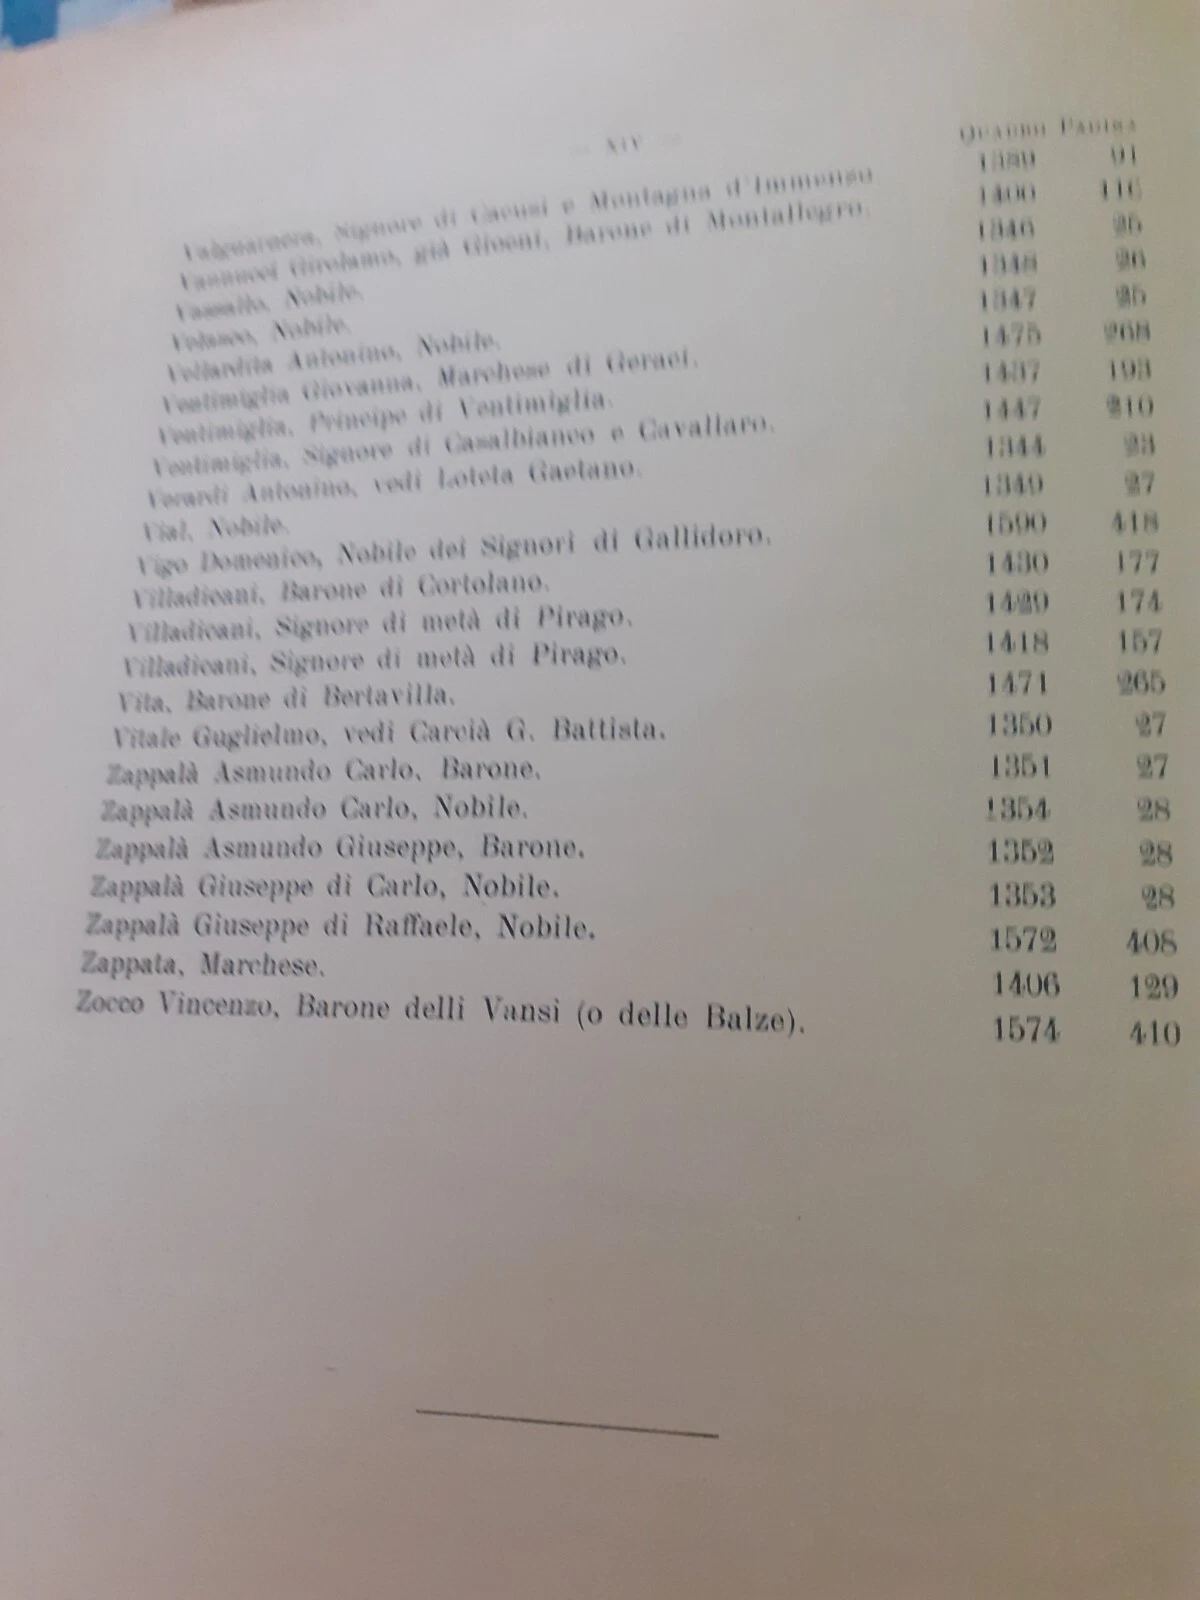 — XIV —
QUADRO PAGINA
Valguarnera, Signore di Cacusi e Montagna d'Immenso 1389 91
Vannucci Girolamo, già Gioeni, Barone di Montallegro. 1400 116
Vassallo, Nobile. 1346 25
Velasco, Nobile. 1348 26
Vellardita Antonino, Nobile. 1347 25
Ventimiglia Giovanna, Marchese di Geraci. 1475 268
Ventimiglia, Principe di Ventimiglia. 1437 193
Ventimiglia, Signore di Casalbianco e Cavallaro. 1447 210
Verardi Antonino, vedi Loteta Gaetano. 1344 23
Vial, Nobile. 1349 27
Vigo Domenico, Nobile dei Signori di Gallidoro. 1590 418
Villadicani, Barone di Cortolano. 1430 177
Villadicani, Signore di metà di Pirago. 1429 174
Villadicani, Signore di metà di Pirago. 1418 157
Vita, Barone di Bertavilla. 1471 265
Vitale Guglielmo, vedi Carcià G. Battista. 1350 27
Zappalà Asmundo Carlo, Barone. 1351 27
Zappalà Asmundo Carlo, Nobile. 1354 28
Zappalà Asmundo Giuseppe, Barone. 1352 28
Zappalà Giuseppe di Carlo, Nobile. 1353 28
Zappalà Giuseppe di Raffaele, Nobile. 1572 408
Zappata, Marchese. 1406 129
Zocco Vincenzo, Barone delli Vansi (o delle Balze). 1574 410